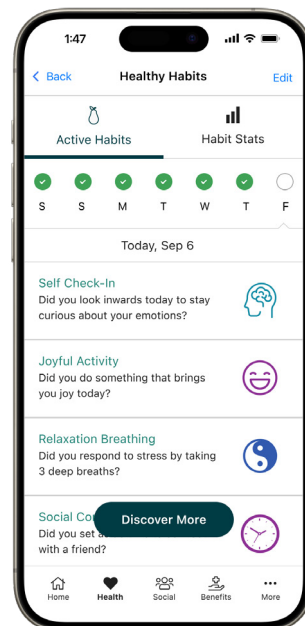 1:47
Back Healthy Habits Edit
Active Habits Habit Stats
S S M T W T F
Today, Sep 6
Self Check-In
Did you look inwards today to stay
curious about your emotions?
Joyful Activity
Did you do something that brings
you joy today?
Relaxation Breathing
Did you respond to stress by taking
3 deep breaths?
Social
Discover More
Did you set
with a friend?
Home Health Social Benefits More